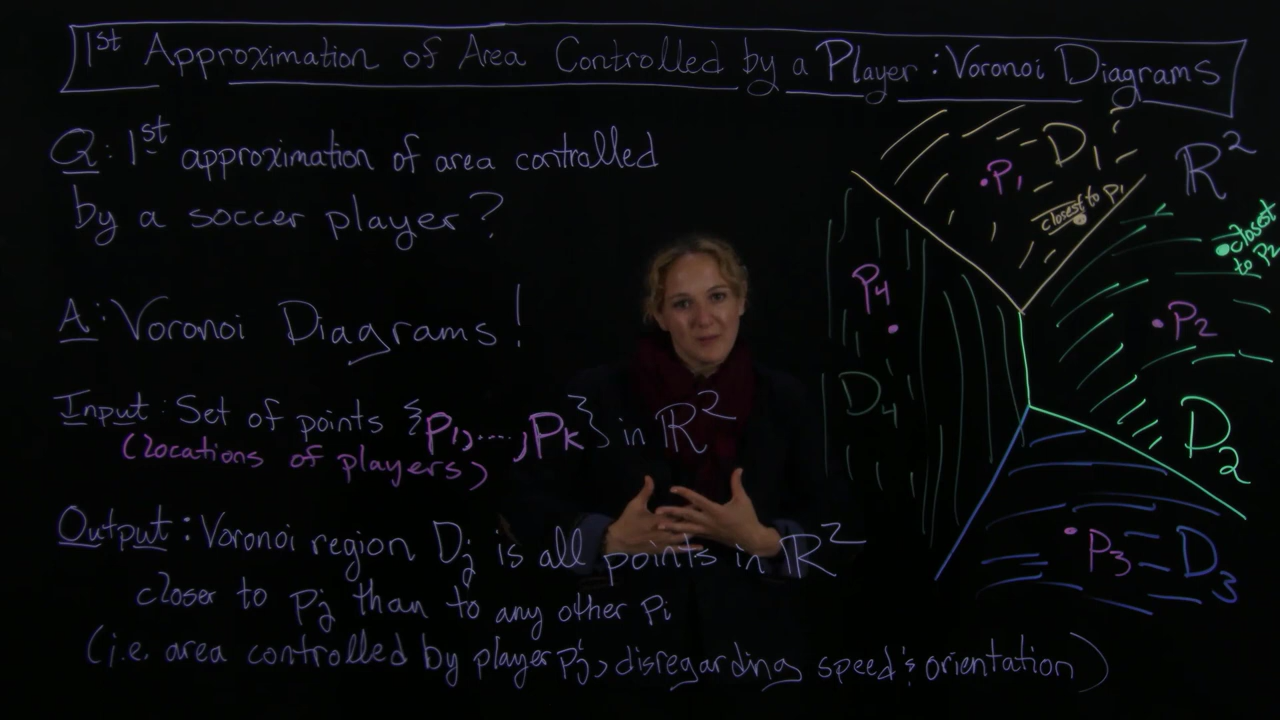 1st Approximation of Area Controlled by a Player: Voronoi Diagrams
Q: 1st approximation of area controlled
by a soccer player?
A: Voronoi Diagrams!
Input: Set of points {P1,....,Pk} in R²
(locations of players)
Output: Voronoi region Dj is all points in R²
closer to Pj than to any other Pi
(i.e. area controlled by player Pj, disregarding speed & orientation)
D1
R²
P1
closest to P1
closest
to P2
P4
P2
D4
D2
P3
D3